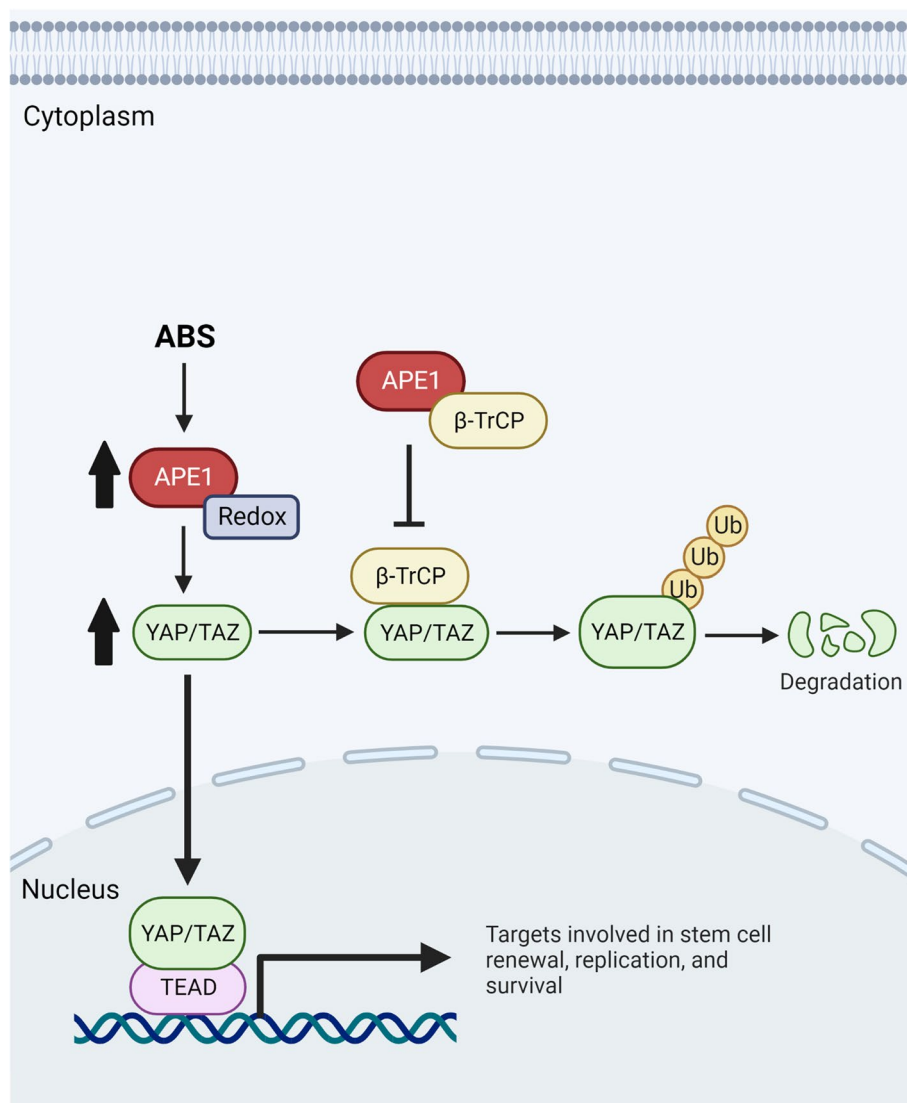 Cytoplasm
ABS
APE1
Redox
APE1
β-TrCP
β-TrCP
YAP/TAZ
YAP/TAZ
YAP/TAZ
Ub
Ub
Ub
Degradation
Nucleus
YAP/TAZ
TEAD
Targets involved in stem cell
renewal, replication, and
survival